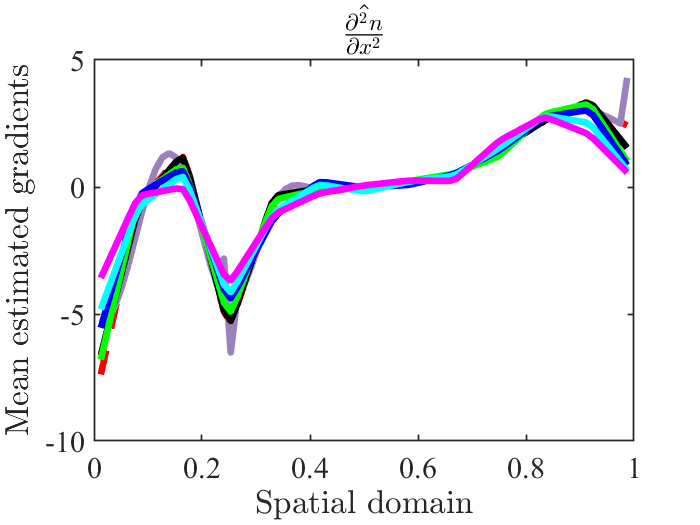 ∂²n̂
∂x²
5
0
-5
-10
Mean estimated gradients
0 0.2 0.4 0.6 0.8 1
Spatial domain